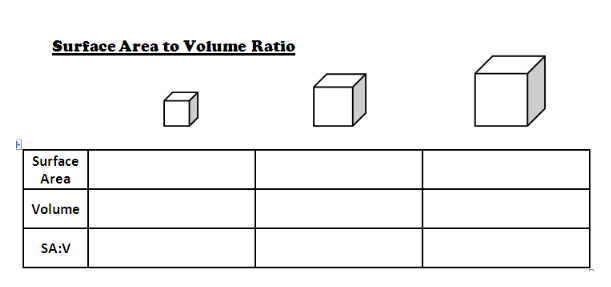 Surface Area to Volume Ratio
Surface
Area
Volume
SA:V